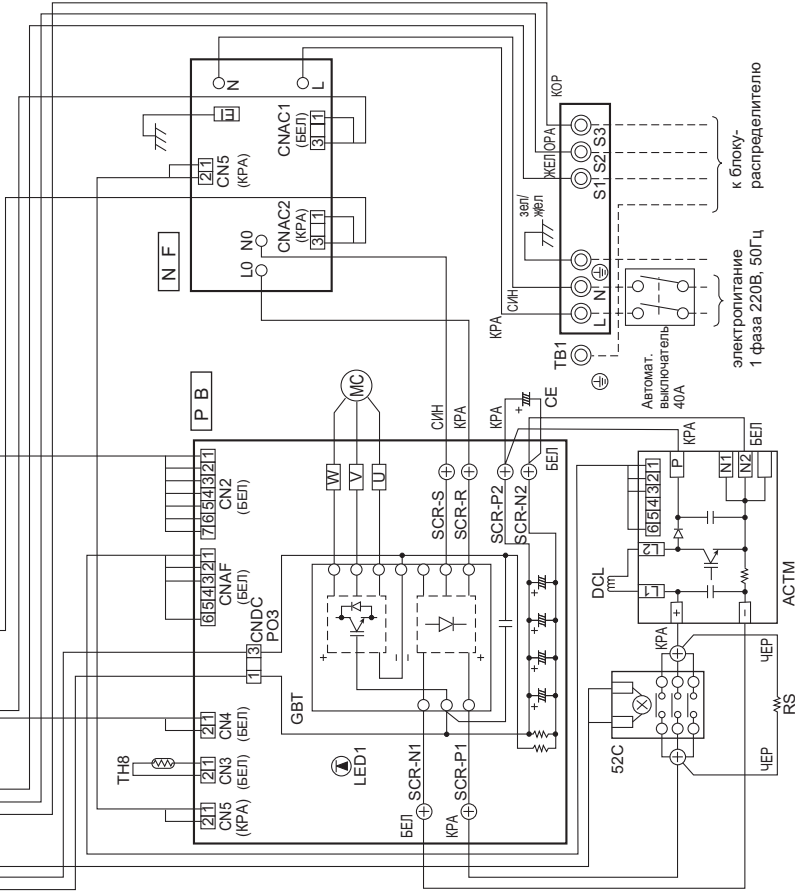 N
L
EI
CNAC1
(БЕЛ)
3 1
CN5
(КРА)
2 1
CNAC2
(КРА)
3 1
N F
L0
N0
КОР
ОРА
ЖЕЛ
S3
S2
S1
зел/
жел
N
L
СИН
КРА
TB1
Автомат.
выключатель
40А
к блоку-
распределителю
электропитание
1 фаза 220В, 50Гц
P B
MC
W
V
U
СИН
КРА
SCR-S
SCR-R
КРА
CE
+
БЕЛ
SCR-P2
SCR-N2
7 6 5 4 3 2 1
CN2
(БЕЛ)
6 5 4 3 2 1
CNAF
(БЕЛ)
CNDC
PO3
1 3
2 1
CN4
(БЕЛ)
TH8
2 1
CN3
(БЕЛ)
2 1
CN5
(КРА)
GBT
+
−
−
+
+
+
+
+
LED1
SCR-N1
БЕЛ
SCR-P1
КРА
КРА
БЕЛ
P
N1
N2
6 5 4 3 2 1
L2
L1
DCL
+
-
ACTM
КРА
ЧЕР
ЧЕР
RS
52C